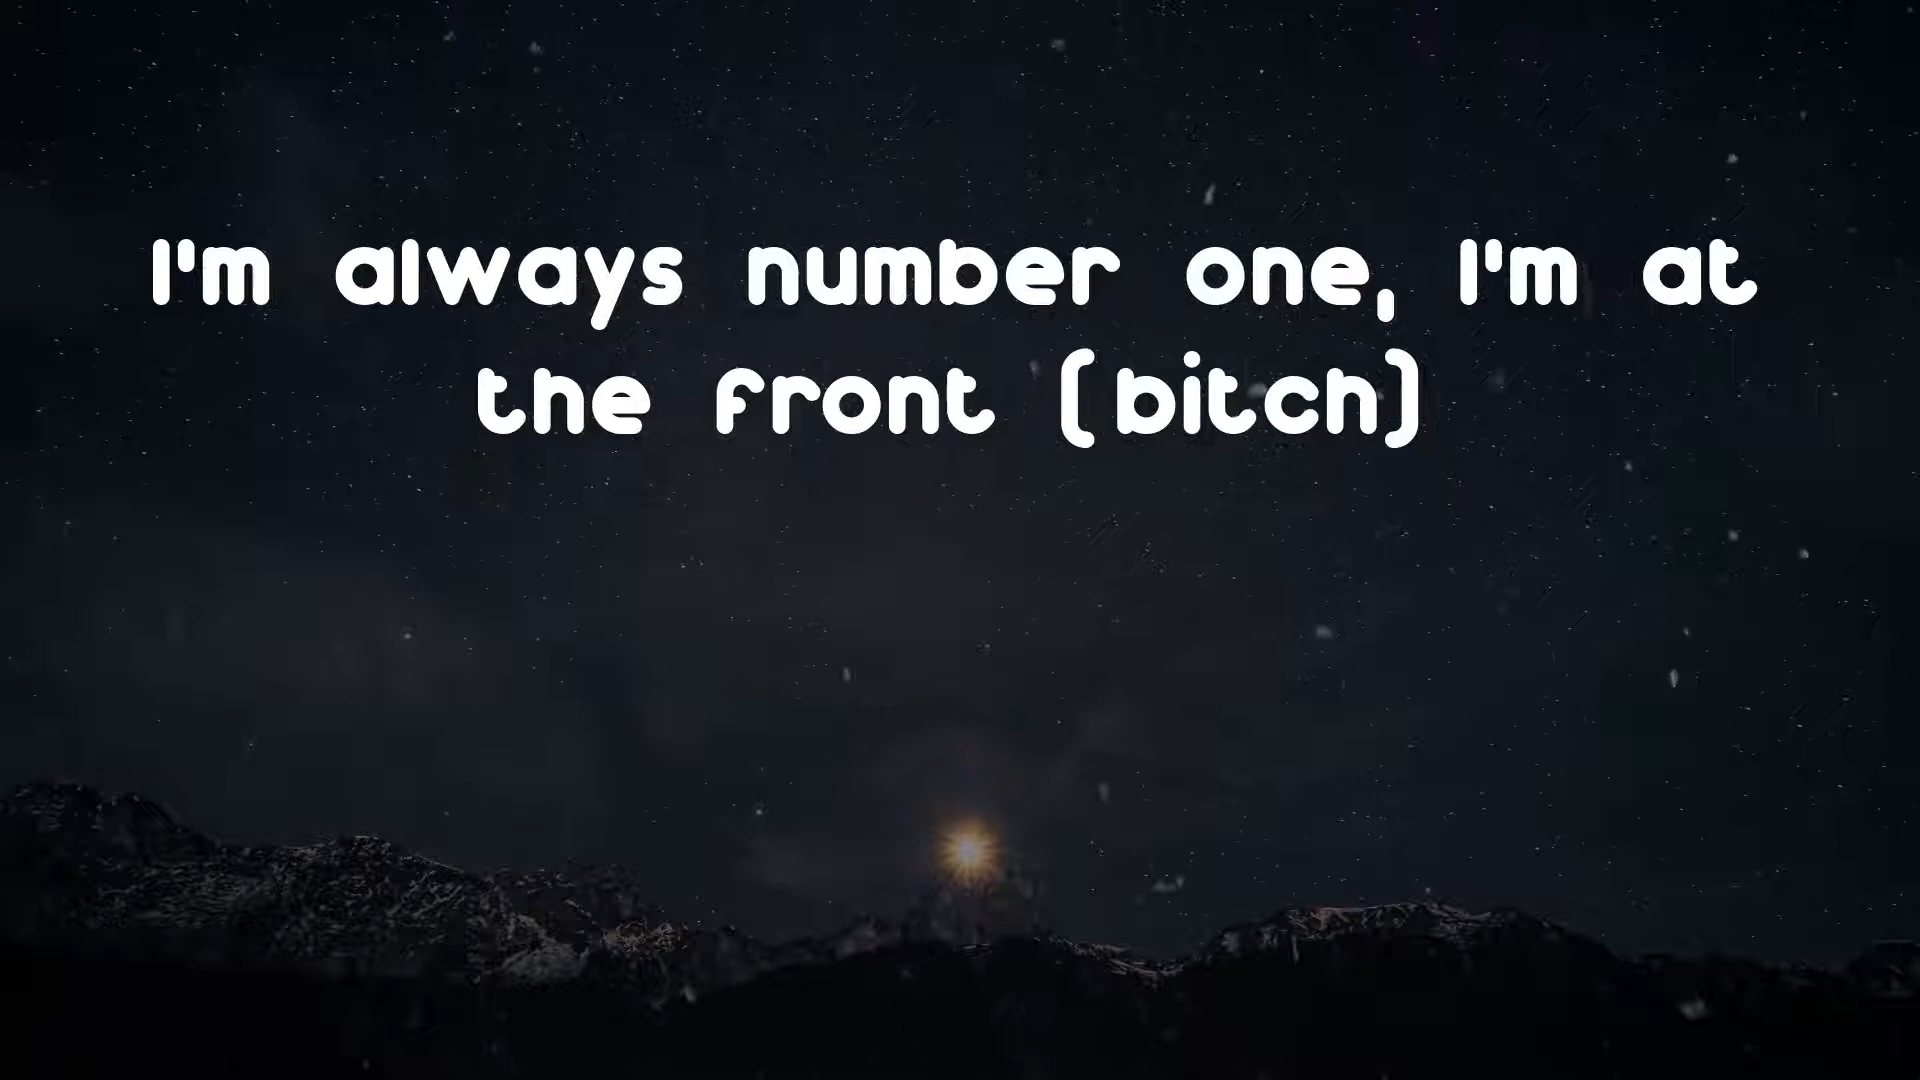 I'm always number one, I'm at
the front (bitch)